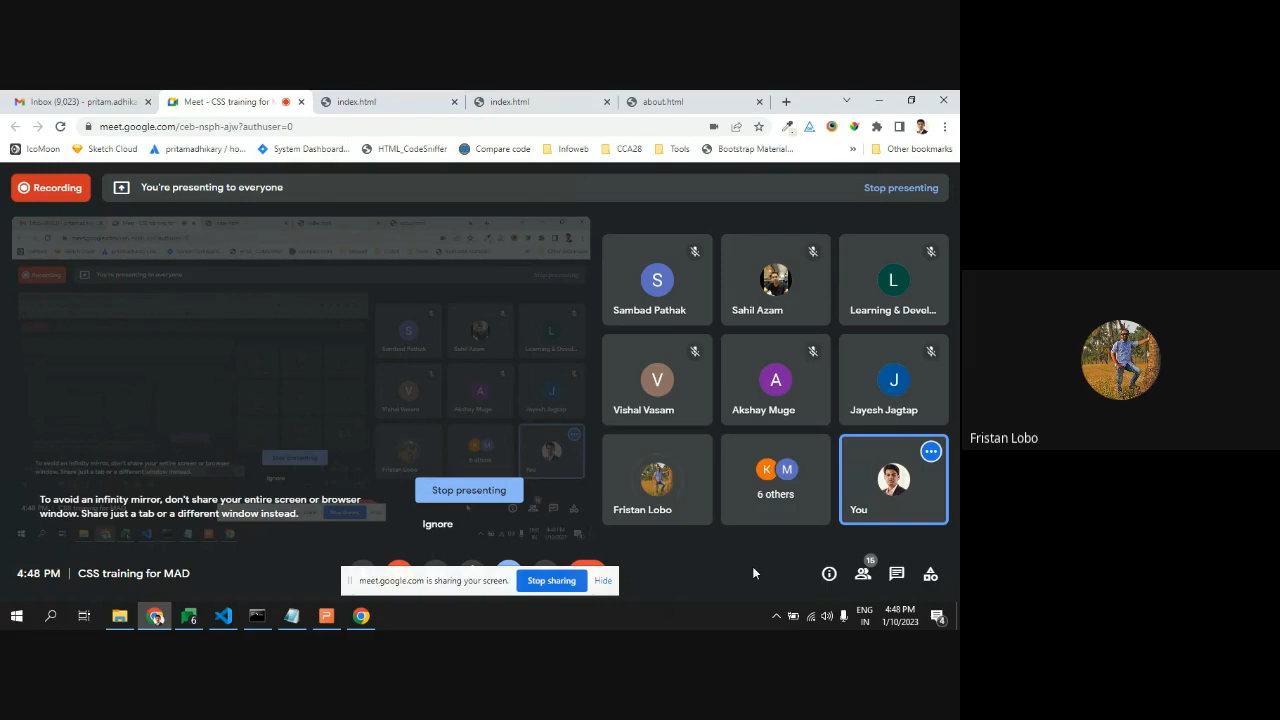 Inbox (9,023) - pritam.adhika
Meet - CSS training for M
index.html
index.html
about.html
meet.google.com/ceb-nsph-ajw?authuser=0
IcoMoon
Sketch Cloud
pritamadhikary / ho...
System Dashboard...
HTML_CodeSniffer
Compare code
Infoweb
CCA28
Tools
Bootstrap Material...
»
Other bookmarks
Recording
You're presenting to everyone
Stop presenting
S
Sambad Pathak
Sahil Azam
L
Learning & Devel...
V
Vishal Vasam
A
Akshay Muge
J
Jayesh Jagtap
Fristan Lobo
K M
6 others
You
To avoid an infinity mirror, don't share your entire screen or browser
window. Share just a tab or a different window instead.
Stop presenting
Ignore
4:48 PM | CSS training for MAD
meet.google.com is sharing your screen.
Stop sharing
Hide
15
6
ENG
IN
4:48 PM
1/10/2023
4
Fristan Lobo